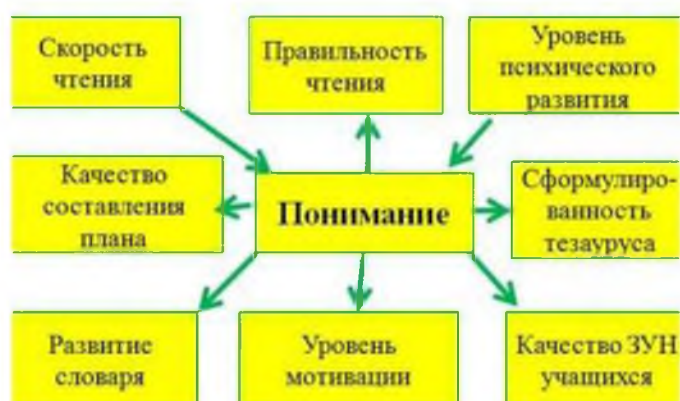 Скорость
чтения
Правильность
чтения
Уровень
психического
развития
Качество
составления
плана
Понимание
Сформулиро-
ванность
тезауруса
Развитие
словаря
Уровень
мотивации
Качество ЗУН
учащихся